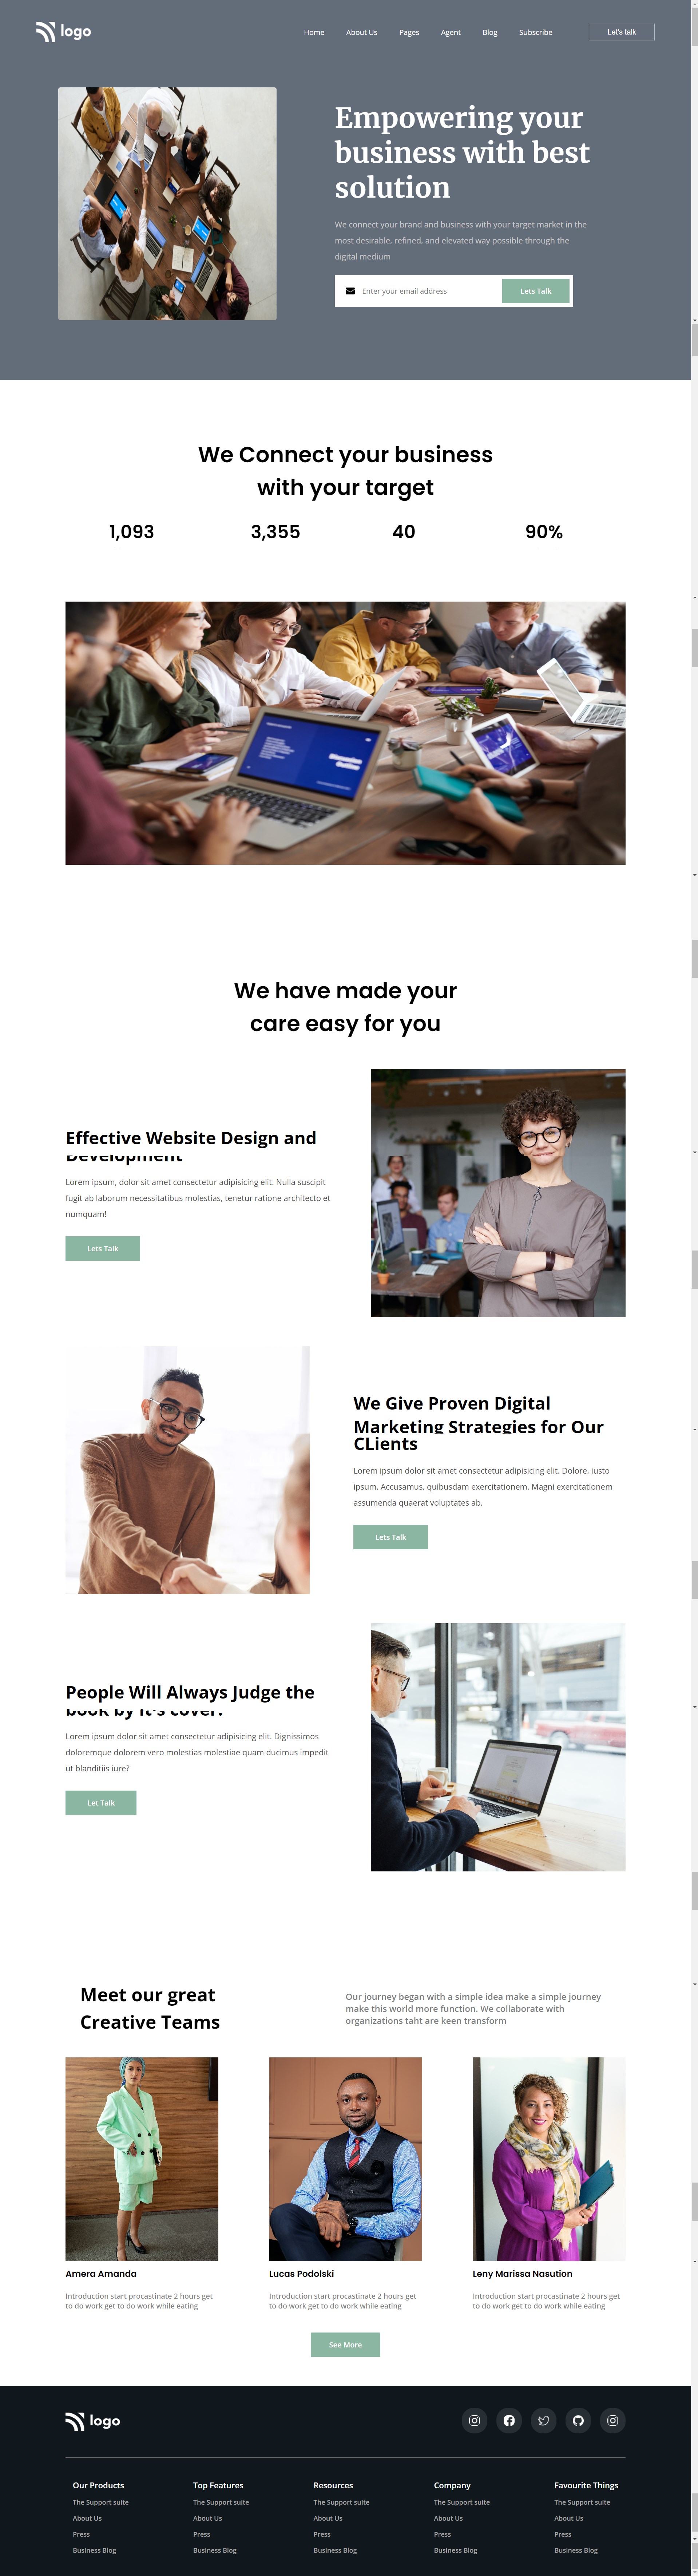 logo
Home About Us Pages Agent Blog Subscribe Let's talk
Empowering your
business with best
solution
We connect your brand and business with your target market in the
most desirable, refined, and elevated way possible through the
digital medium
Enter your email address Lets Talk
We Connect your business
with your target
1,093 3,355 40 90%
We have made your
care easy for you
Effective Website Design and
Development
Lorem ipsum, dolor sit amet consectetur adipisicing elit. Nulla suscipit
fugit ab laborum necessitatibus molestias, tenetur ratione architecto et
numquam!
Lets Talk
We Give Proven Digital
Marketing Strategies for Our
CLients
Lorem ipsum dolor sit amet consectetur adipisicing elit. Dolore, iusto
ipsum. Accusamus, quibusdam exercitationem. Magni exercitationem
assumenda quaerat voluptates ab.
Lets Talk
People Will Always Judge the
book by it's cover.
Lorem ipsum dolor sit amet consectetur adipisicing elit. Dignissimos
doloremque dolorem vero molestias molestiae quam ducimus impedit
ut blanditiis iure?
Let Talk
Meet our great
Creative Teams
Our journey began with a simple idea make a simple journey
make this world more function. We collaborate with
organizations taht are keen transform
Amera Amanda
Introduction start procastinate 2 hours get
to do work get to do work while eating
Lucas Podolski
Introduction start procastinate 2 hours get
to do work get to do work while eating
Leny Marissa Nasution
Introduction start procastinate 2 hours get
to do work get to do work while eating
See More
logo
Our Products Top Features Resources Company Favourite Things
The Support suite The Support suite The Support suite The Support suite The Support suite
About Us About Us About Us About Us About Us
Press Press Press Press Press
Business Blog Business Blog Business Blog Business Blog Business Blog